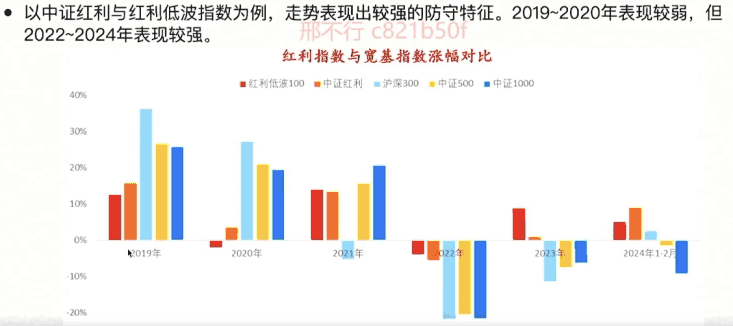 ● 以中证红利与红利低波指数为例，走势表现出较强的防守特征。2019~2020年表现较弱，但
2022~2024年表现较强。
邢不行 c821b50f
红利指数与宽基指数涨幅对比
红利低波100 中证红利 沪深300 中证500 中证1000
40%
30%
20%
10%
0%
-10%
-20%
2019年 2020年 2021年 2022年 2023年 2024年1-2月